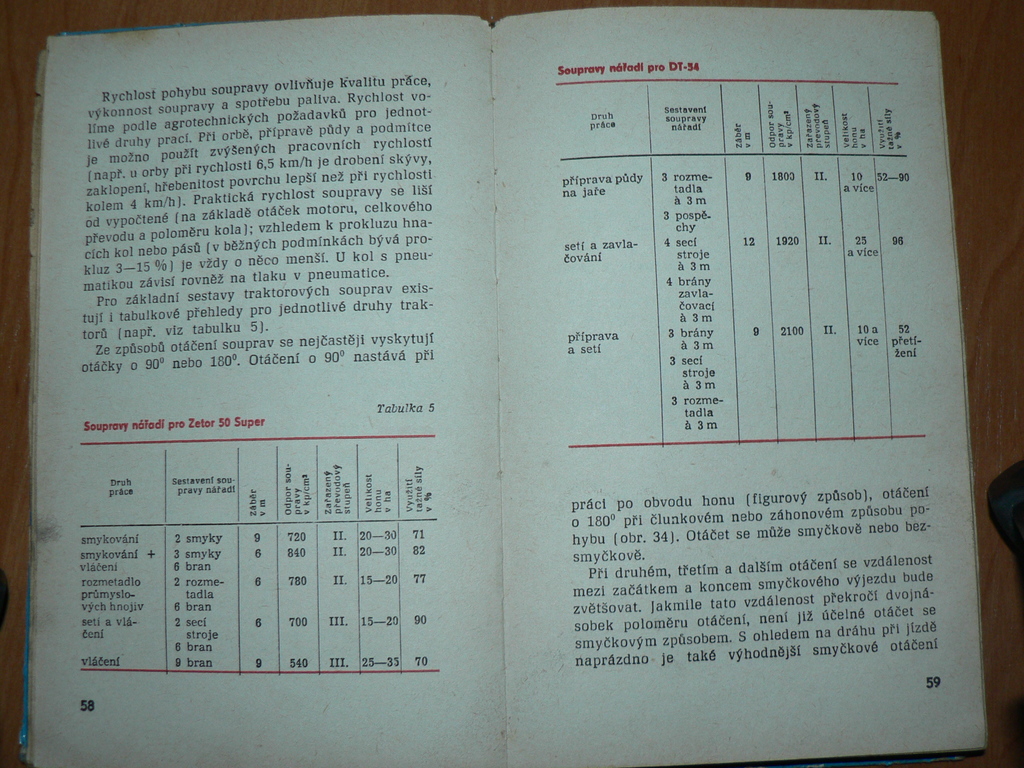 Rychlost pohybu soupravy ovlivňuje kvalitu práce,
výkonnost soupravy a spotřebu paliva. Rychlost vo-
líme podle agrotechnických požadavků pro jednot-
livé druhy prací. Při orbě, přípravě půdy a podmítce
je možno použít zvýšených pracovních rychlostí
(např. u orby při rychlosti 6,5 km/h je drobení skývy,
zaklopení, hřebenitost povrchu lepší než při rychlosti
kolem 4 km/h). Praktická rychlost soupravy se liší
od vypočtené (na základě otáček motoru, celkového
převodu a poloměru kola); vzhledem k prokluzu hna-
cích kol nebo pásů (v běžných podmínkách bývá pro-
kluz 3—15 %) je vždy o něco menší. U kol s pneu-
matikou závisí rovněž na tlaku v pneumatice.
Pro základní sestavy traktorových souprav exis-
tují i tabulkové přehledy pro jednotlivé druhy trak-
torů (např. viz tabulku 5).
Ze způsobů otáčení souprav se nejčastěji vyskytují
otáčky o 90° nebo 180°. Otáčení o 90° nastává při
Tabulka 5
Soupravy nářadí pro Zetor 50 Super
Druh
práce
Sestavení sou-
pravy nářadí
Záběr
v m
Odpor sou-
pravy
v kp/cm²
Zařazený
převodový
stupeň
Velikost
honu
v ha
Využití
tažné síly
v %
smykování 2 smyky 9 720 II. 20—30 71
smykování + 3 smyky 6 840 II. 20—30 82
vláčení 6 bran
rozmetadlo 2 rozme- 6 780 II. 15—20 77
průmyslo- tadla
vých hnojiv 6 bran
setí a vlá- 2 secí 6 700 III. 15—20 90
čení stroje
6 bran
vláčení 9 bran 9 540 III. 25—35 70
58
Soupravy nářadí pro DT-54
Druh
práce
Sestavení
soupravy
nářadí
Záběr
v m
Odpor sou-
pravy
v kp/cm²
Zařazený
převodový
stupeň
Velikost
honu
v ha
Využití
tažné síly
v %
příprava půdy 3 rozme- 9 1800 II. 10 52—90
na jaře tadla a více
à 3 m
3 pospě-
chy
setí a zavla- 4 secí 12 1920 II. 25 96
čování stroje a více
à 3 m
4 brány
zavla-
čovací
à 3 m
příprava 3 brány 9 2100 II. 10 a 52
a setí à 3 m více přetí-
3 secí žení
stroje
à 3 m
3 rozme-
tadla
à 3 m
práci po obvodu honu (figurový způsob), otáčení
o 180° při člunkovém nebo záhonovém způsobu po-
hybu (obr. 34). Otáčet se může smyčkově nebo bez-
smyčkově.
Při druhém, třetím a dalším otáčení se vzdálenost
mezi začátkem a koncem smyčkového výjezdu bude
zvětšovat. Jakmile tato vzdálenost překročí dvojná-
sobek poloměru otáčení, není již účelné otáčet se
smyčkovým způsobem. S ohledem na dráhu při jízdě
naprázdno je také výhodnější smyčkové otáčení
59